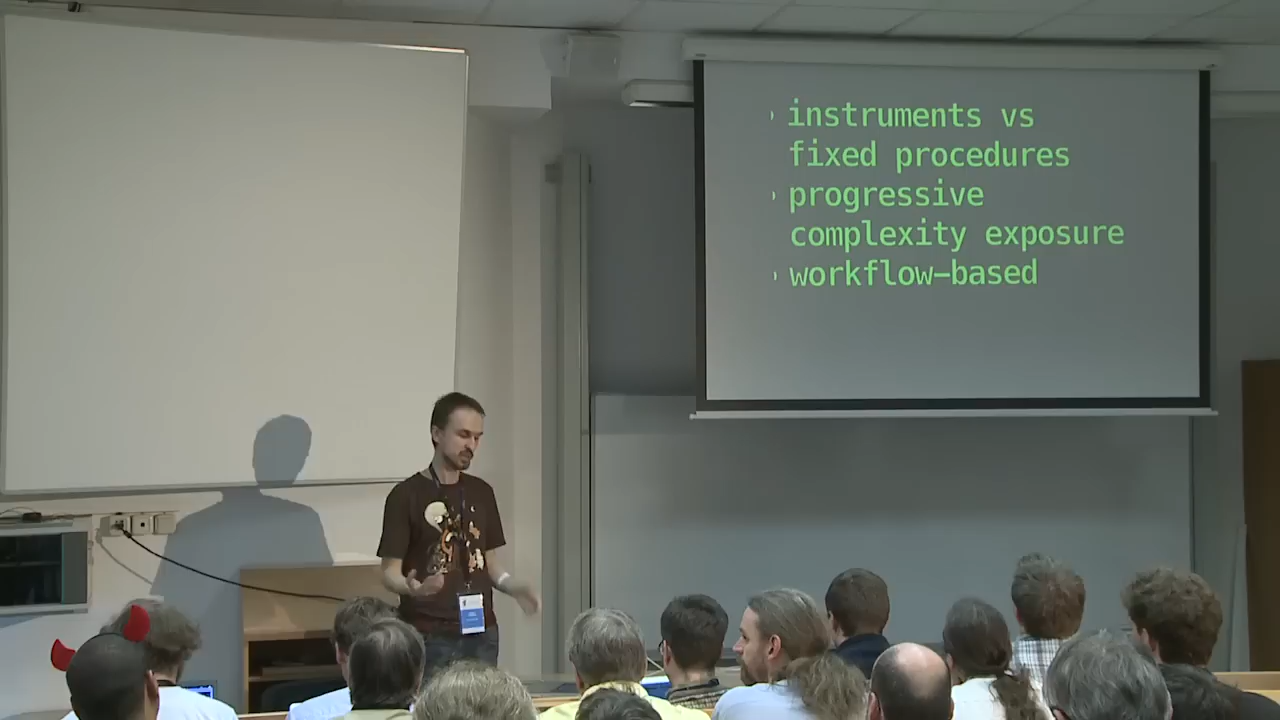 instruments vs
fixed procedures
progressive
complexity exposure
workflow-based